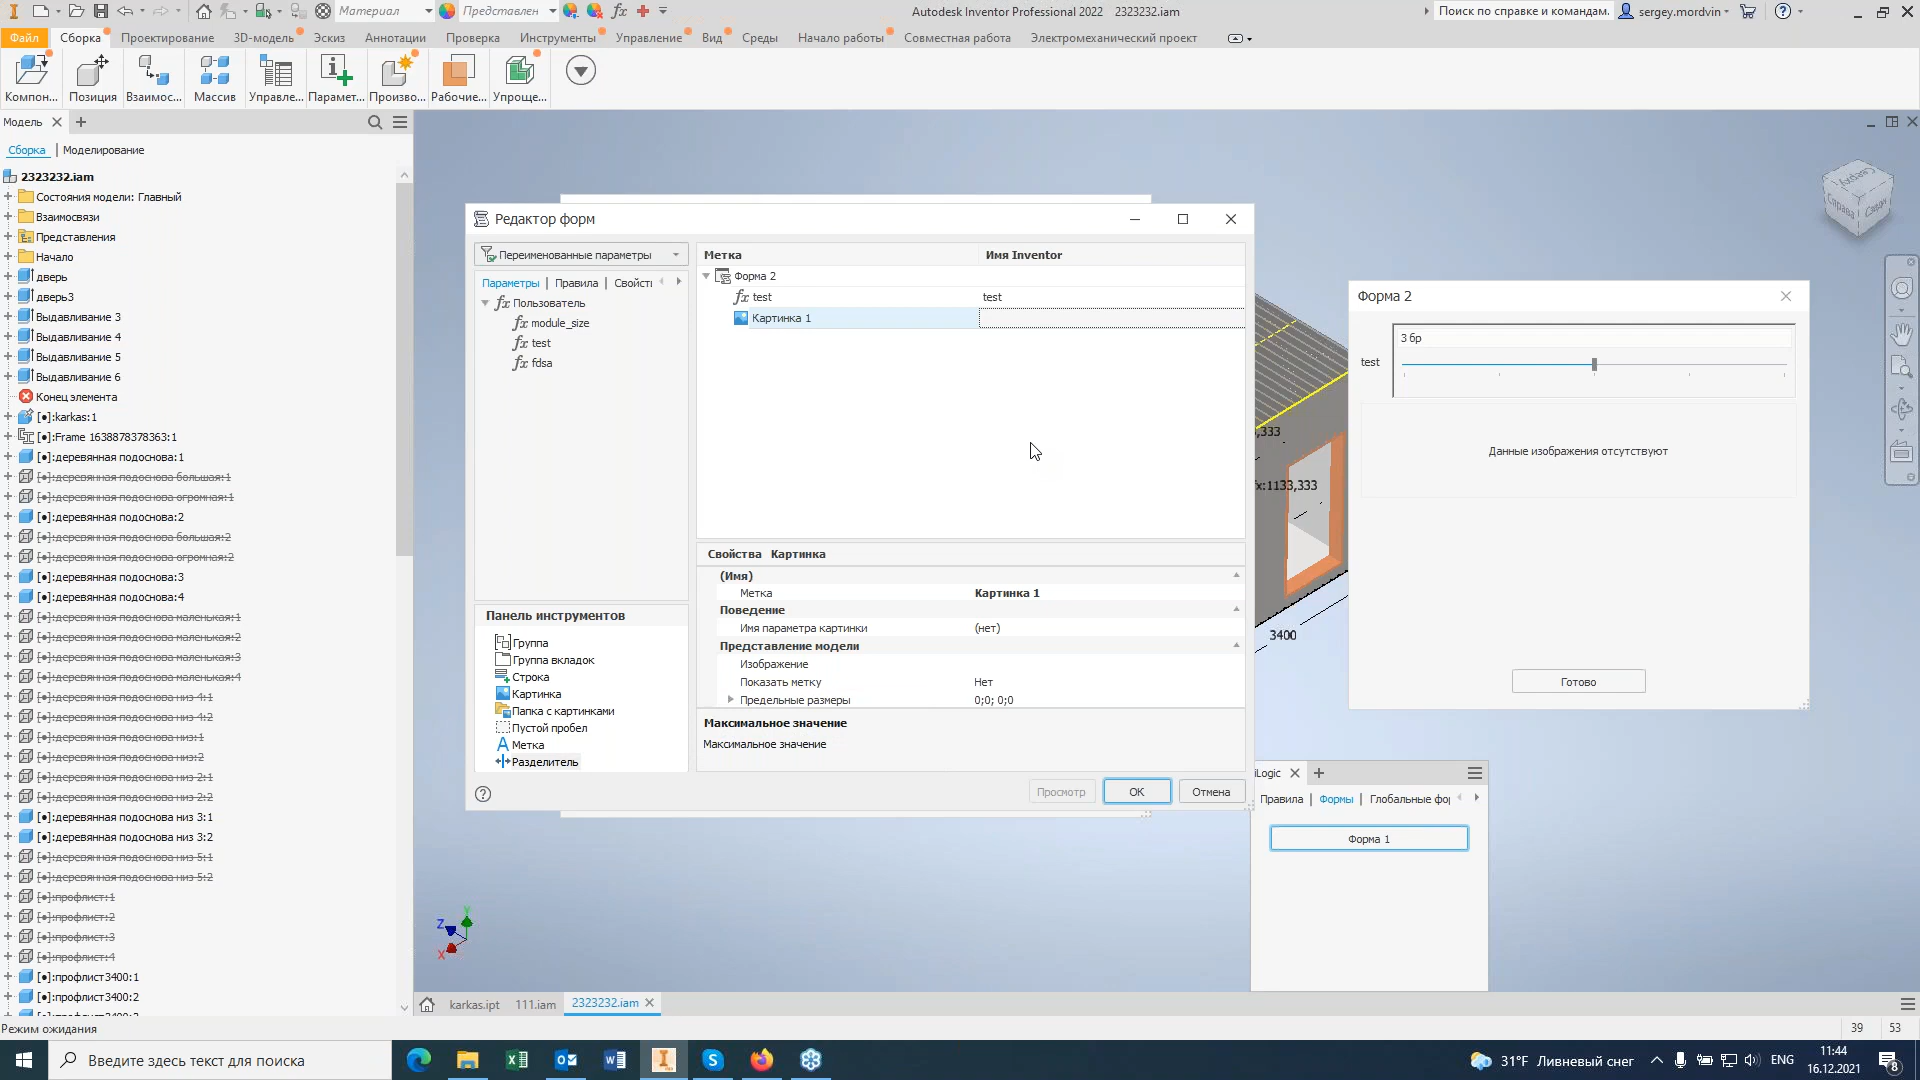 Материал
Представлен
Autodesk Inventor Professional 2022 2323232.iam
Поиск по справке и командам.
sergey.mordvin
Файл Сборка Проектирование 3D-модель Эскиз Аннотации Проверка Инструменты Управление Вид Среды Начало работы Совместная работа Электромеханический проект
Компон... Позиция Взаимос... Массив Управле... Парамет... Произво... Рабочие... Упроще...
Модель
Сборка | Моделирование
2323232.iam
Состояния модели: Главный
Взаимосвязи
Представления
Начало
дверь
дверь3
Выдавливание 3
Выдавливание 4
Выдавливание 5
Выдавливание 6
Конец элемента
[•]:karkas:1
[•]:Frame 1638878378363:1
[•]:деревянная подоснова:1
[•]:деревянная подоснова большая:1
[•]:деревянная подоснова огромная:1
[•]:деревянная подоснова:2
[•]:деревянная подоснова большая:2
[•]:деревянная подоснова огромная:2
[•]:деревянная подоснова:3
[•]:деревянная подоснова:4
[•]:деревянная подоснова маленькая:1
[•]:деревянная подоснова маленькая:2
[•]:деревянная подоснова маленькая:3
[•]:деревянная подоснова маленькая:4
[•]:деревянная подоснова низ 4:1
[•]:деревянная подоснова низ 4:2
[•]:деревянная подоснова низ:1
[•]:деревянная подоснова низ:2
[•]:деревянная подоснова низ 2:1
[•]:деревянная подоснова низ 2:2
[•]:деревянная подоснова низ 3:1
[•]:деревянная подоснова низ 3:2
[•]:деревянная подоснова низ 5:1
[•]:деревянная подоснова низ 5:2
[•]:профлист:1
[•]:профлист:2
[•]:профлист:3
[•]:профлист:4
[•]:профлист3400:1
[•]:профлист3400:2
Режим ожидания
Редактор форм
Переименованные параметры
Параметры | Правила | Свойсті
fx Пользователь
fx module_size
fx test
fx fdsa
Панель инструментов
Группа
Группа вкладок
Строка
Картинка
Папка с картинками
Пустой пробел
Метка
Разделитель
Метка Имя Inventor
Форма 2
fx test test
Картинка 1
Свойства Картинка
(Имя)
Метка Картинка 1
Поведение
Имя параметра картинки (нет)
Представление модели
Изображение
Показать метку Нет
Предельные размеры 0;0; 0;0
Максимальное значение
Максимальное значение
Просмотр OK Отмена
,333
fx:1133,333
3400
Форма 2
3 бр
test
Данные изображения отсутствуют
Готово
iLogic
Правила | Формы | Глобальные фор
Форма 1
Справа
Z
Y
X
karkas.ipt 111.iam 2323232.iam
39 53
Введите здесь текст для поиска
31°F Ливневый снег
ENG
11:44
16.12.2021
8